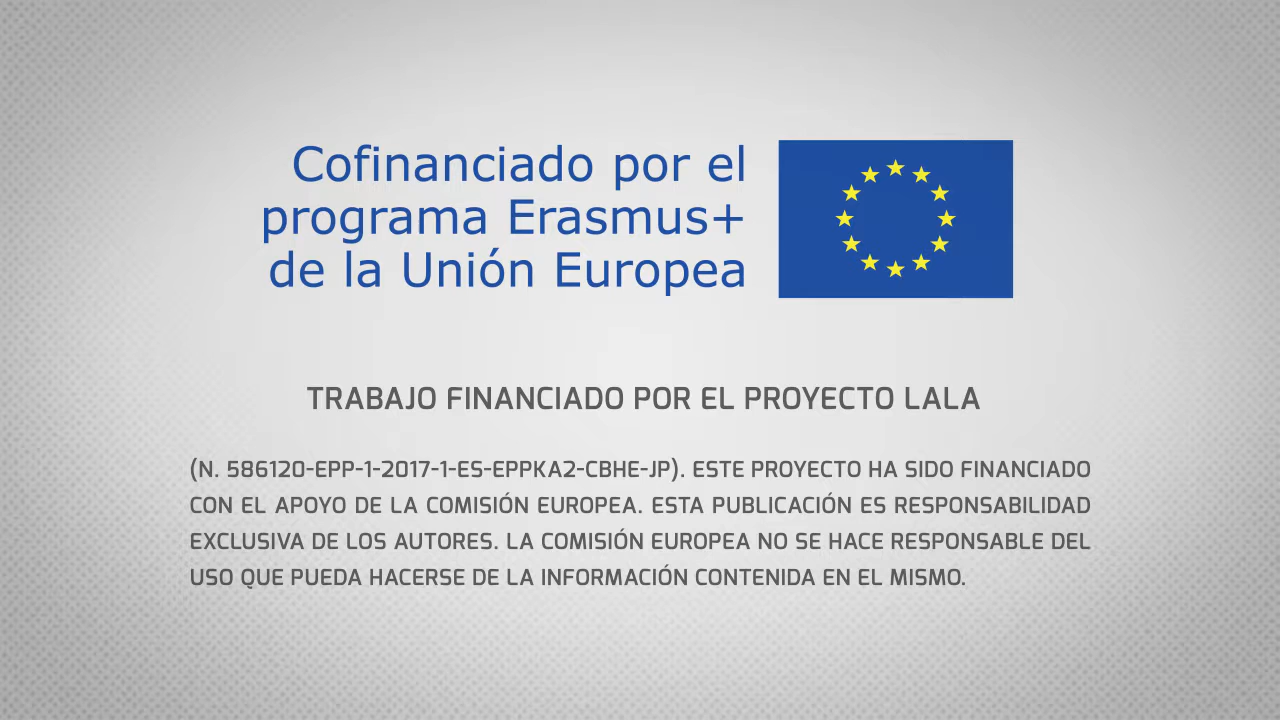 Cofinanciado por el
programa Erasmus+
de la Unión Europea
TRABAJO FINANCIADO POR EL PROYECTO LALA
(N. 586120-EPP-1-2017-1-ES-EPPKA2-CBHE-JP). ESTE PROYECTO HA SIDO FINANCIADO
CON EL APOYO DE LA COMISIÓN EUROPEA. ESTA PUBLICACIÓN ES RESPONSABILIDAD
EXCLUSIVA DE LOS AUTORES. LA COMISIÓN EUROPEA NO SE HACE RESPONSABLE DEL
USO QUE PUEDA HACERSE DE LA INFORMACIÓN CONTENIDA EN EL MISMO.